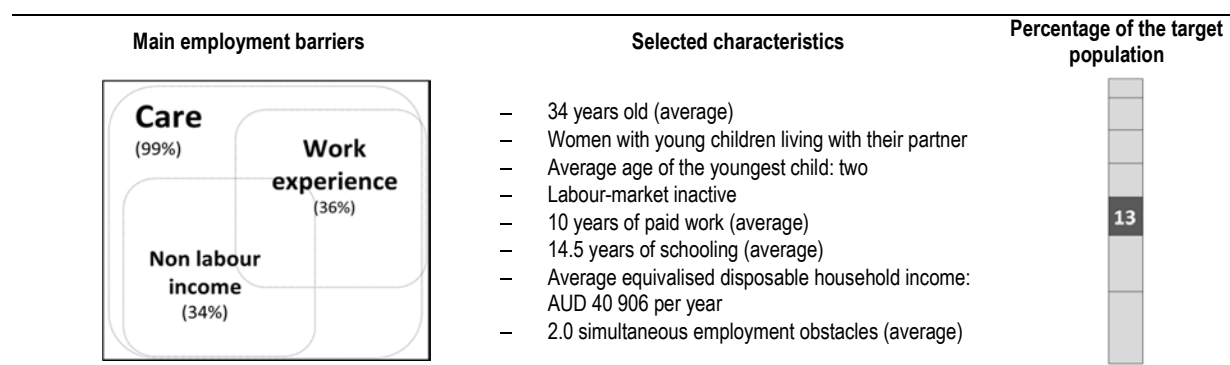 Main employment barriers
Selected characteristics
Percentage of the target
population
Care
(99%)
Work
experience
(36%)
Non labour
income
(34%)
– 34 years old (average)
– Women with young children living with their partner
– Average age of the youngest child: two
– Labour-market inactive
– 10 years of paid work (average)
– 14.5 years of schooling (average)
– Average equivalised disposable household income:
AUD 40 906 per year
– 2.0 simultaneous employment obstacles (average)
13